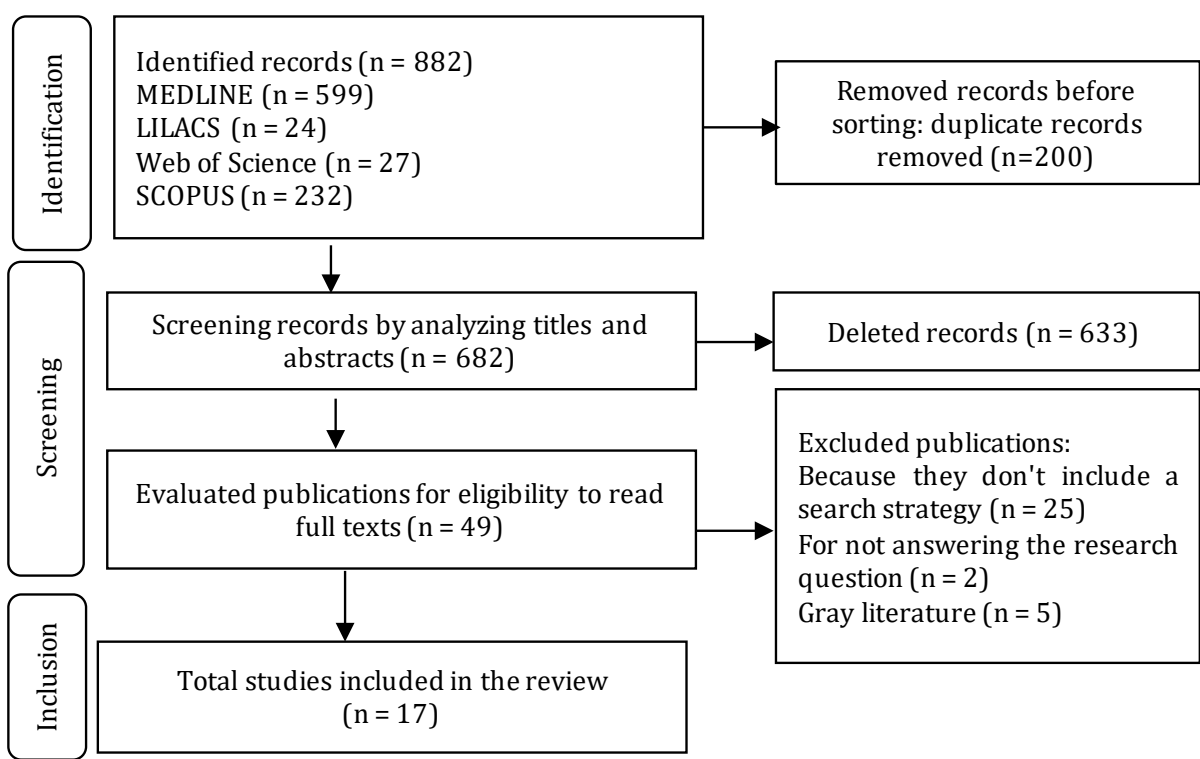 Identification
Identified records (n = 882)
MEDLINE (n = 599)
LILACS (n = 24)
Web of Science (n = 27)
SCOPUS (n = 232)
Removed records before
sorting: duplicate records
removed (n=200)
Screening
Screening records by analyzing titles and
abstracts (n = 682)
Deleted records (n = 633)
Evaluated publications for eligibility to read
full texts (n = 49)
Excluded publications:
Because they don't include a
search strategy (n = 25)
For not answering the research
question (n = 2)
Gray literature (n = 5)
Inclusion
Total studies included in the review
(n = 17)